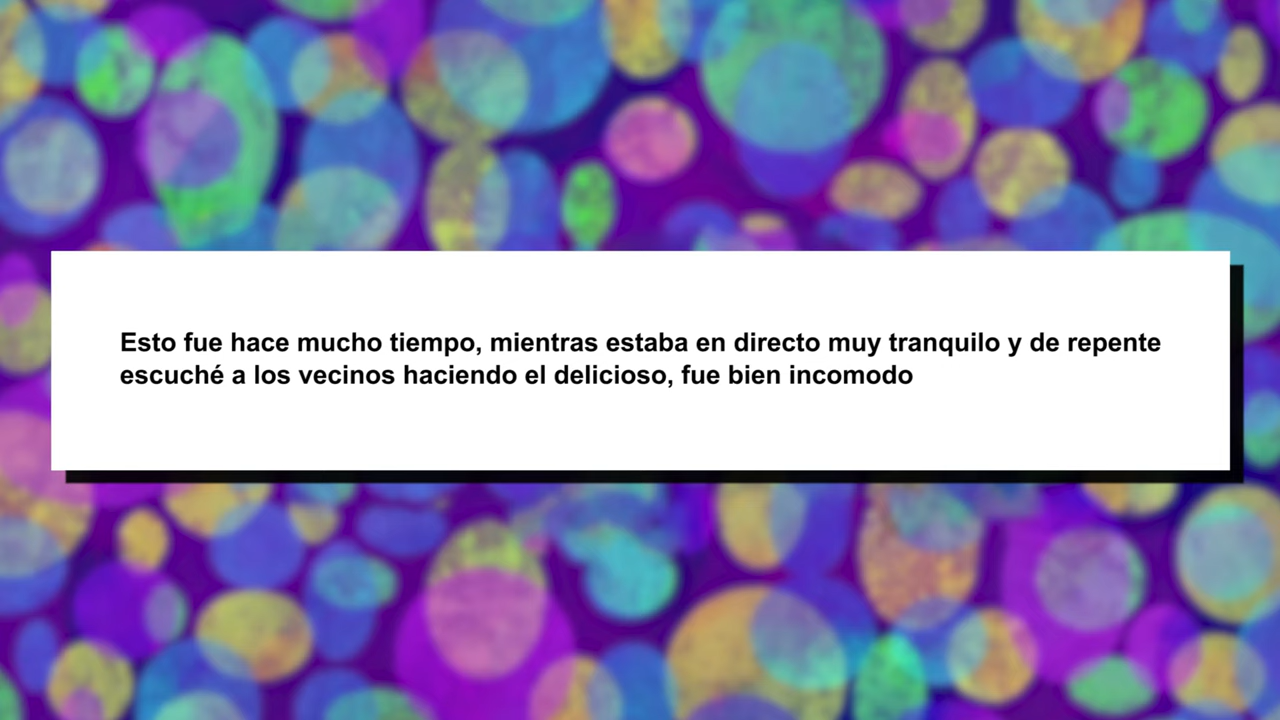 Esto fue hace mucho tiempo, mientras estaba en directo muy tranquilo y de repente
escuché a los vecinos haciendo el delicioso, fue bien incomodo